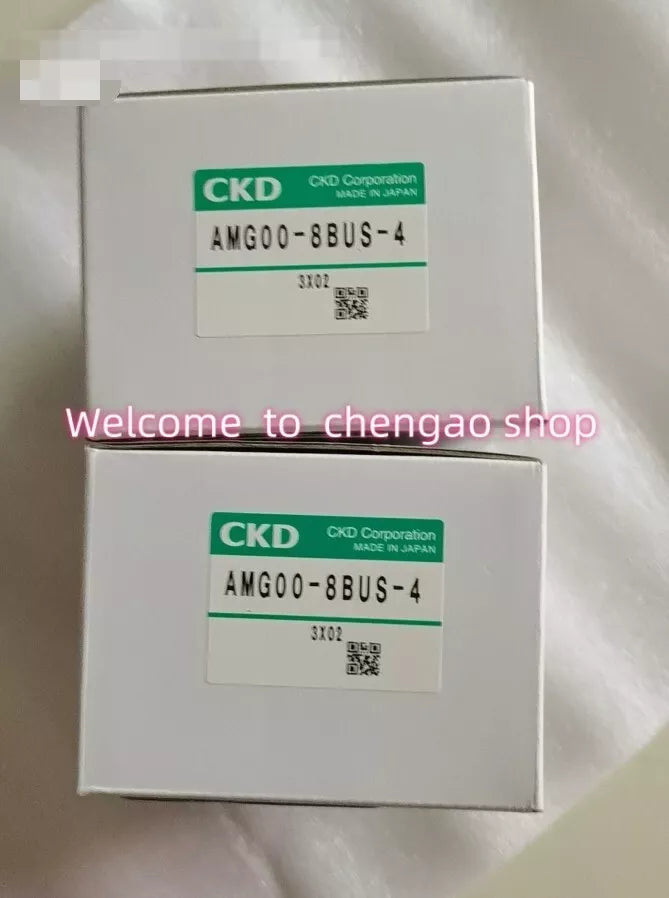 CKD CKD Corporation
MADE IN JAPAN
AMG00-8BUS-4
3X02
Welcome to chengao shop
CKD CKD Corporation
MADE IN JAPAN
AMG00-8BUS-4
3X02